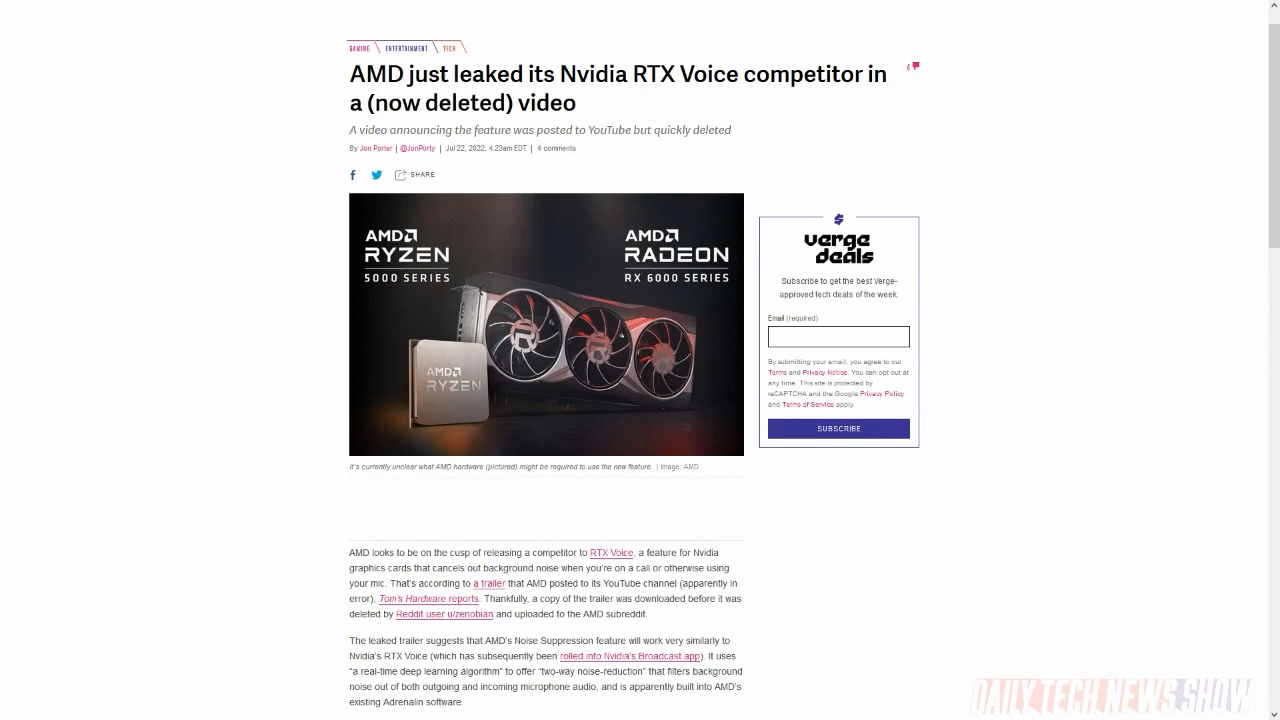 GAMING ENTERTAINMENT TECH
AMD just leaked its Nvidia RTX Voice competitor in
a (now deleted) video
4
A video announcing the feature was posted to YouTube but quickly deleted
By Jon Porter | @JonPorty | Jul 22, 2022, 4:23am EDT | 4 comments
SHARE
AMD
RYZEN
5000 SERIES
AMD
RADEON
RX 6000 SERIES
AMD
RYZEN
It's currently unclear what AMD hardware (pictured) might be required to use the new feature. | Image: AMD
verge
deals
Subscribe to get the best Verge-
approved tech deals of the week.
Email (required)
By submitting your email, you agree to our
Terms and Privacy Notice. You can opt out at
any time. This site is protected by
reCAPTCHA and the Google Privacy Policy
and Terms of Service apply.
SUBSCRIBE
AMD looks to be on the cusp of releasing a competitor to RTX Voice, a feature for Nvidia
graphics cards that cancels out background noise when you're on a call or otherwise using
your mic. That's according to a trailer that AMD posted to its YouTube channel (apparently in
error), Tom's Hardware reports. Thankfully, a copy of the trailer was downloaded before it was
deleted by Reddit user u/zenobian and uploaded to the AMD subreddit.
The leaked trailer suggests that AMD's Noise Suppression feature will work very similarly to
Nvidia's RTX Voice (which has subsequently been rolled into Nvidia's Broadcast app). It uses
"a real-time deep learning algorithm" to offer "two-way noise-reduction" that filters background
noise out of both outgoing and incoming microphone audio, and is apparently built into AMD's
existing Adrenalin software.
DAILY TECH NEWS SHOW